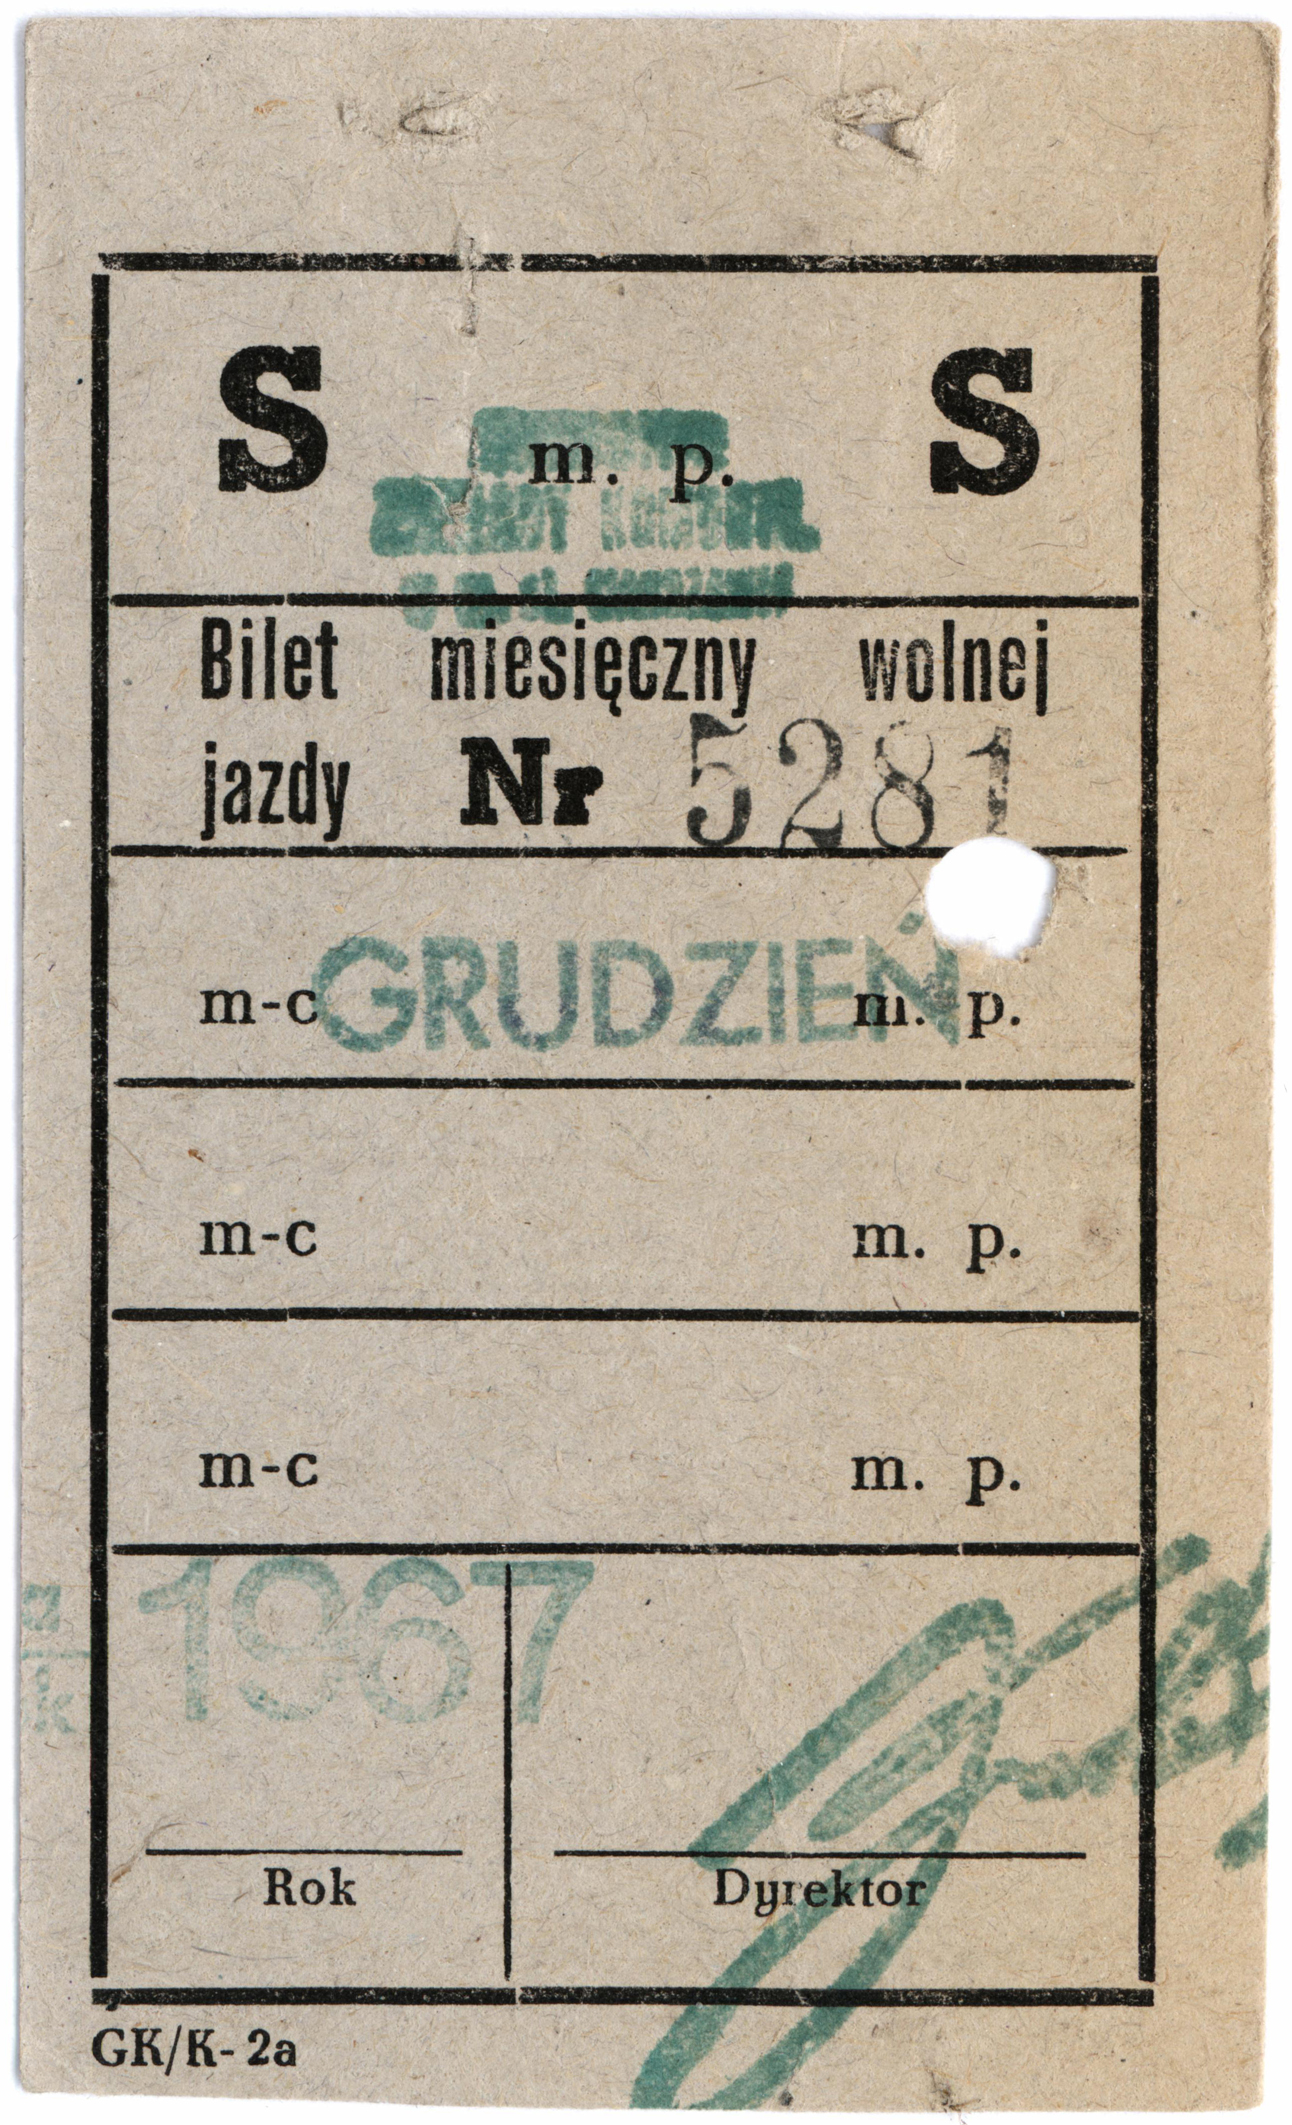 S m. p. S
Bilet miesięczny wolnej
jazdy Nr 5281
m-c GRUDZIEŃ m. p.
m-c m. p.
m-c m. p.
1967
Rok Dyrektor
GK/K-2a